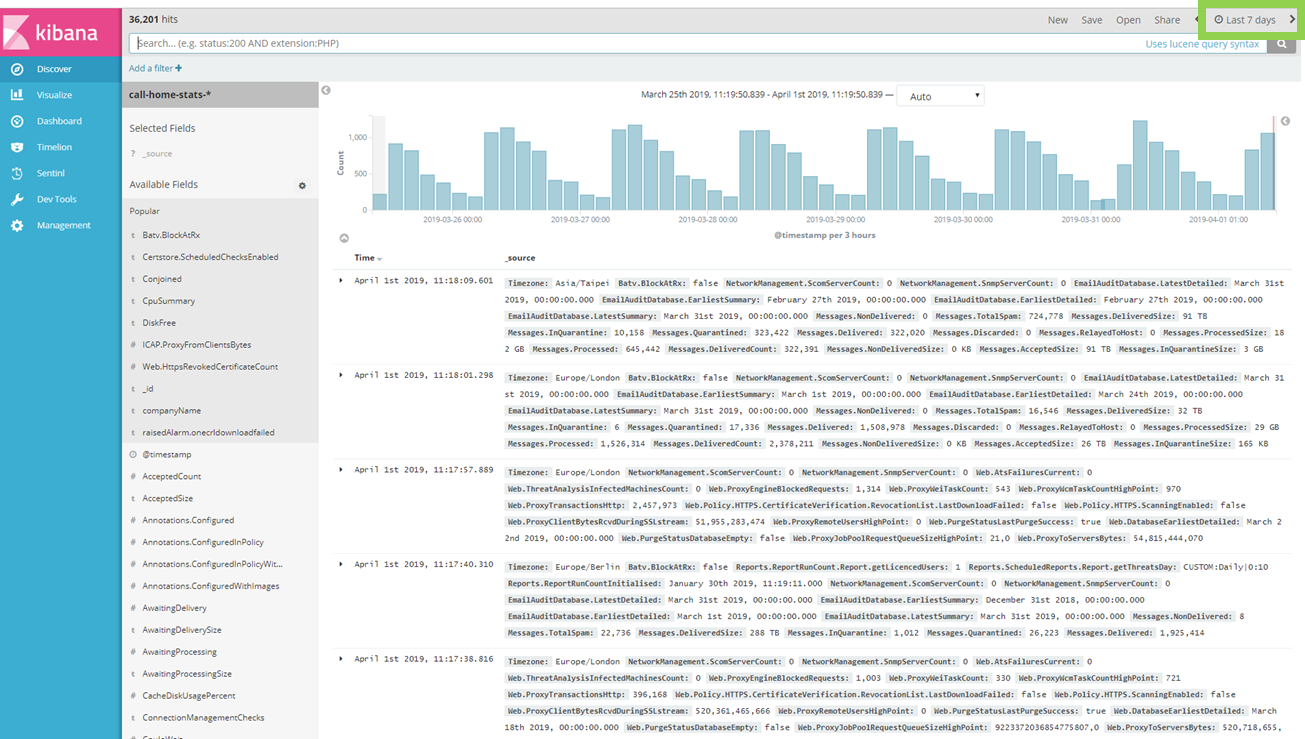 36,201 hits
New Save Open Share Last 7 days
kibana
Search... (e.g. status:200 AND extension:PHP)
Uses lucene query syntax
Add a filter +
Discover
Visualize
Dashboard
Timelion
Sentinl
Dev Tools
Management
call-home-stats-*
Selected Fields
? _source
Available Fields
Popular
t Batv.BlockAtRx
t Certstore.ScheduledChecksEnabled
t Conjoined
t CpuSummary
t DiskFree
# ICAP.ProxyFromClientsBytes
# Web.HttpsRevokedCertificateCount
t _id
t companyName
t raisedAlarm.onecrldownloadfailed
@timestamp
# AcceptedCount
t AcceptedSize
# Annotations.Configured
# Annotations.ConfiguredInPolicy
# Annotations.ConfiguredInPolicyWit...
# Annotations.ConfiguredWithImages
# AwaitingDelivery
t AwaitingDeliverySize
# AwaitingProcessing
t AwaitingProcessingSize
# CacheDiskUsagePercent
t ConnectionManagementChecks
March 25th 2019, 11:19:50.839 - April 1st 2019, 11:19:50.839 —
Auto
Count
1,000
500
0
2019-03-26 00:00 2019-03-27 00:00 2019-03-28 00:00 2019-03-29 00:00 2019-03-30 00:00 2019-03-31 00:00 2019-04-01 01:00
@timestamp per 3 hours
Time _source
April 1st 2019, 11:18:09.601
Timezone: Asia/Taipei Batv.BlockAtRx: false NetworkManagement.ScomServerCount: 0 NetworkManagement.SnmpServerCount: 0 EmailAuditDatabase.LatestDetailed: March 31st
2019, 00:00:00.000 EmailAuditDatabase.EarliestSummary: February 27th 2019, 00:00:00.000 EmailAuditDatabase.EarliestDetailed: February 27th 2019, 00:00:00.000
EmailAuditDatabase.LatestSummary: March 31st 2019, 00:00:00.000 Messages.NonDelivered: 0 Messages.TotalSpam: 724,778 Messages.DeliveredSize: 91 TB
Messages.InQuarantine: 10,158 Messages.Quarantined: 323,422 Messages.Delivered: 322,020 Messages.Discarded: 0 Messages.RelayedToHost: 0 Messages.ProcessedSize: 18
2 GB Messages.Processed: 645,442 Messages.DeliveredCount: 322,391 Messages.NonDeliveredSize: 0 KB Messages.AcceptedSize: 91 TB Messages.InQuarantineSize: 3 GB
April 1st 2019, 11:18:01.298
Timezone: Europe/London Batv.BlockAtRx: false NetworkManagement.ScomServerCount: 0 NetworkManagement.SnmpServerCount: 0 EmailAuditDatabase.LatestDetailed: March 31
st 2019, 00:00:00.000 EmailAuditDatabase.EarliestSummary: March 1st 2019, 00:00:00.000 EmailAuditDatabase.EarliestDetailed: March 24th 2019, 00:00:00.000
EmailAuditDatabase.LatestSummary: March 31st 2019, 00:00:00.000 Messages.NonDelivered: 0 Messages.TotalSpam: 16,546 Messages.DeliveredSize: 32 TB
Messages.InQuarantine: 6 Messages.Quarantined: 17,336 Messages.Delivered: 1,508,978 Messages.Discarded: 0 Messages.RelayedToHost: 0 Messages.ProcessedSize: 29 GB
Messages.Processed: 1,526,314 Messages.DeliveredCount: 2,378,211 Messages.NonDeliveredSize: 0 KB Messages.AcceptedSize: 26 TB Messages.InQuarantineSize: 165 KB
April 1st 2019, 11:17:57.889
Timezone: Europe/London NetworkManagement.ScomServerCount: 0 NetworkManagement.SnmpServerCount: 0 Web.AtsFailuresCurrent: 0
Web.ThreatAnalysisInfectedMachinesCount: 0 Web.ProxyEngineBlockedRequests: 1,314 Web.ProxyWeiTaskCount: 543 Web.ProxyWcmTaskCountHighPoint: 970
Web.ProxyTransactionsHttp: 2,457,973 Web.Policy.HTTPS.CertificateVerification.RevocationList.LastDownloadFailed: false Web.Policy.HTTPS.ScanningEnabled: false
Web.ProxyClientBytesRcvdDuringSSLstream: 51,955,283,474 Web.ProxyRemoteUsersHighPoint: 0 Web.PurgeStatusLastPurgeSuccess: true Web.DatabaseEarliestDetailed: March 2
2nd 2019, 00:00:00.000 Web.PurgeStatusDatabaseEmpty: false Web.ProxyJobPoolRequestQueueSizeHighPoint: 21,0 Web.ProxyToServersBytes: 54,815,444,070
April 1st 2019, 11:17:40.310
Timezone: Europe/Berlin Batv.BlockAtRx: false Reports.ReportRunCount.Report.getLicencedUsers: 1 Reports.ScheduledReports.Report.getThreatsDay: CUSTOM:Daily|0:10
Reports.ReportRunCountInitialised: January 30th 2019, 11:19:11.000 NetworkManagement.ScomServerCount: 0 NetworkManagement.SnmpServerCount: 0
EmailAuditDatabase.LatestDetailed: March 31st 2019, 00:00:00.000 EmailAuditDatabase.EarliestSummary: December 31st 2018, 00:00:00.000
EmailAuditDatabase.EarliestDetailed: March 1st 2019, 00:00:00.000 EmailAuditDatabase.LatestSummary: March 31st 2019, 00:00:00.000 Messages.NonDelivered: 8
Messages.TotalSpam: 22,736 Messages.DeliveredSize: 288 TB Messages.InQuarantine: 1,012 Messages.Quarantined: 26,223 Messages.Delivered: 1,925,414
April 1st 2019, 11:17:38.816
Timezone: Europe/London NetworkManagement.ScomServerCount: 0 NetworkManagement.SnmpServerCount: 0 Web.AtsFailuresCurrent: 0
Web.ThreatAnalysisInfectedMachinesCount: 0 Web.ProxyEngineBlockedRequests: 1,003 Web.ProxyWeiTaskCount: 330 Web.ProxyWcmTaskCountHighPoint: 721
Web.ProxyTransactionsHttp: 396,168 Web.Policy.HTTPS.CertificateVerification.RevocationList.LastDownloadFailed: false Web.Policy.HTTPS.ScanningEnabled: false
Web.ProxyClientBytesRcvdDuringSSLstream: 520,361,465,666 Web.ProxyRemoteUsersHighPoint: 0 Web.PurgeStatusLastPurgeSuccess: true Web.DatabaseEarliestDetailed: March
18th 2019, 00:00:00.000 Web.PurgeStatusDatabaseEmpty: false Web.ProxyJobPoolRequestQueueSizeHighPoint: 9223372036854775807,0 Web.ProxyToServersBytes: 520,718,655,